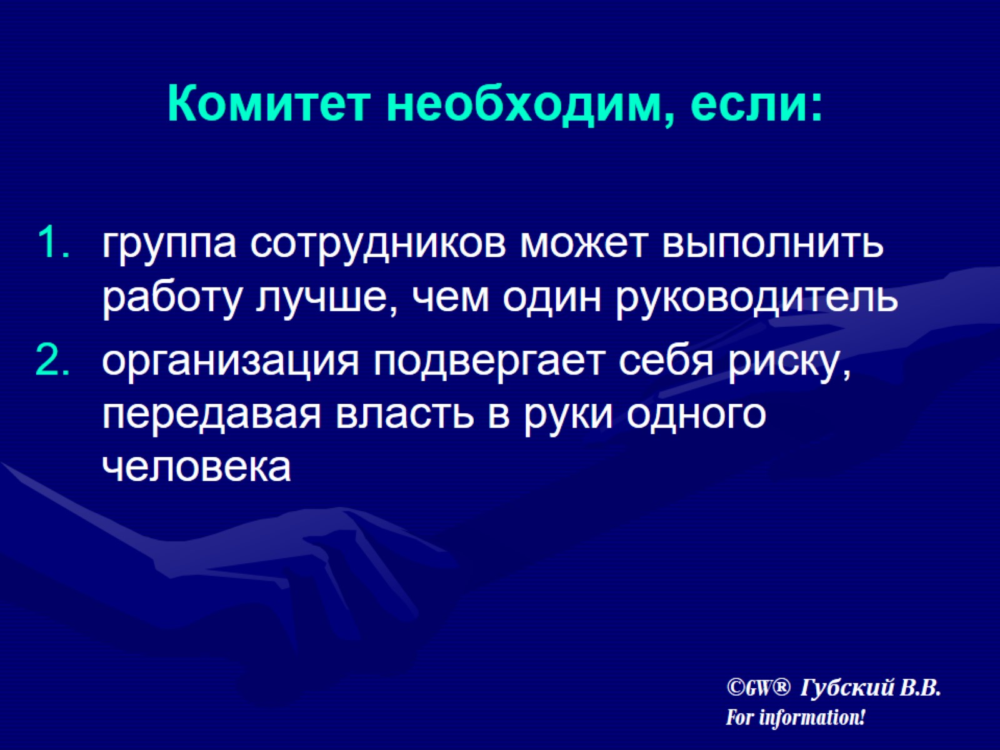 Комитет необходим, если:
1. группа сотрудников может выполнить
работу лучше, чем один руководитель
2. организация подвергает себя риску,
передавая власть в руки одного
человека
©GW® Губский В.В.
For information!